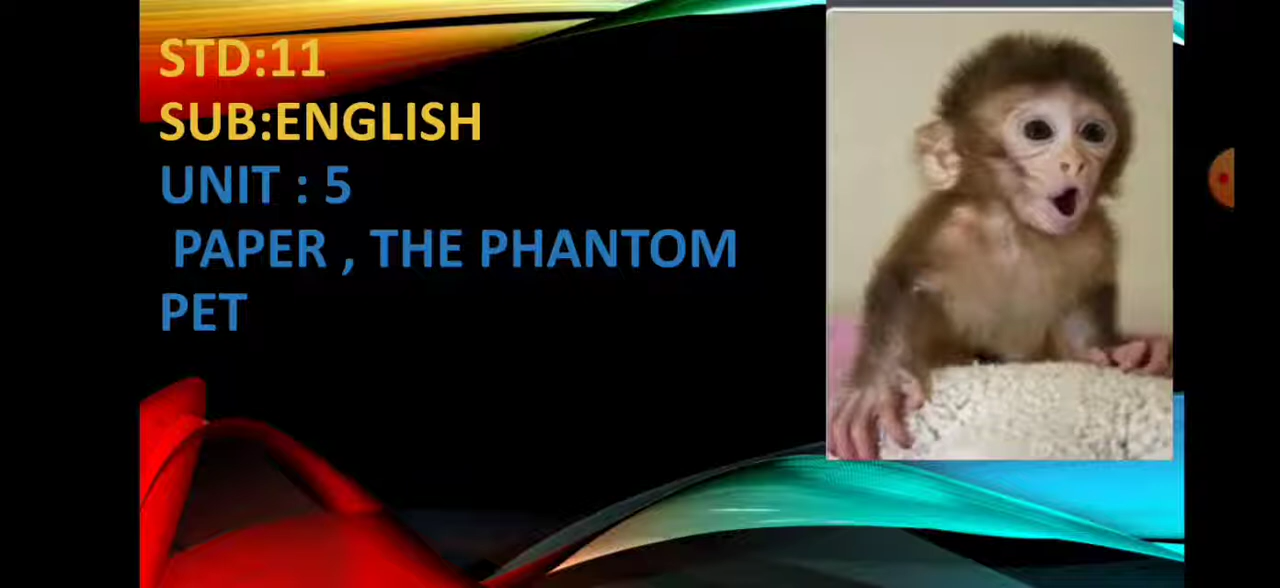 STD:11
SUB:ENGLISH
UNIT : 5
PAPER , THE PHANTOM
PET